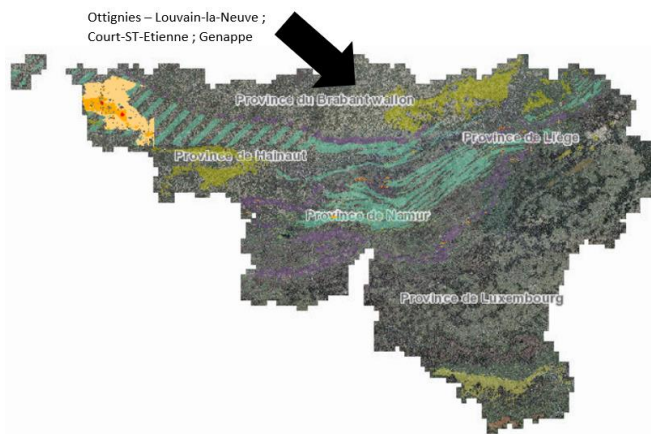 Ottignies – Louvain-la-Neuve ;
Court-ST-Etienne ; Genappe
Province du Brabant wallon
Province de Liège
Province de Hainaut
Province de Namur
Province de Luxembourg